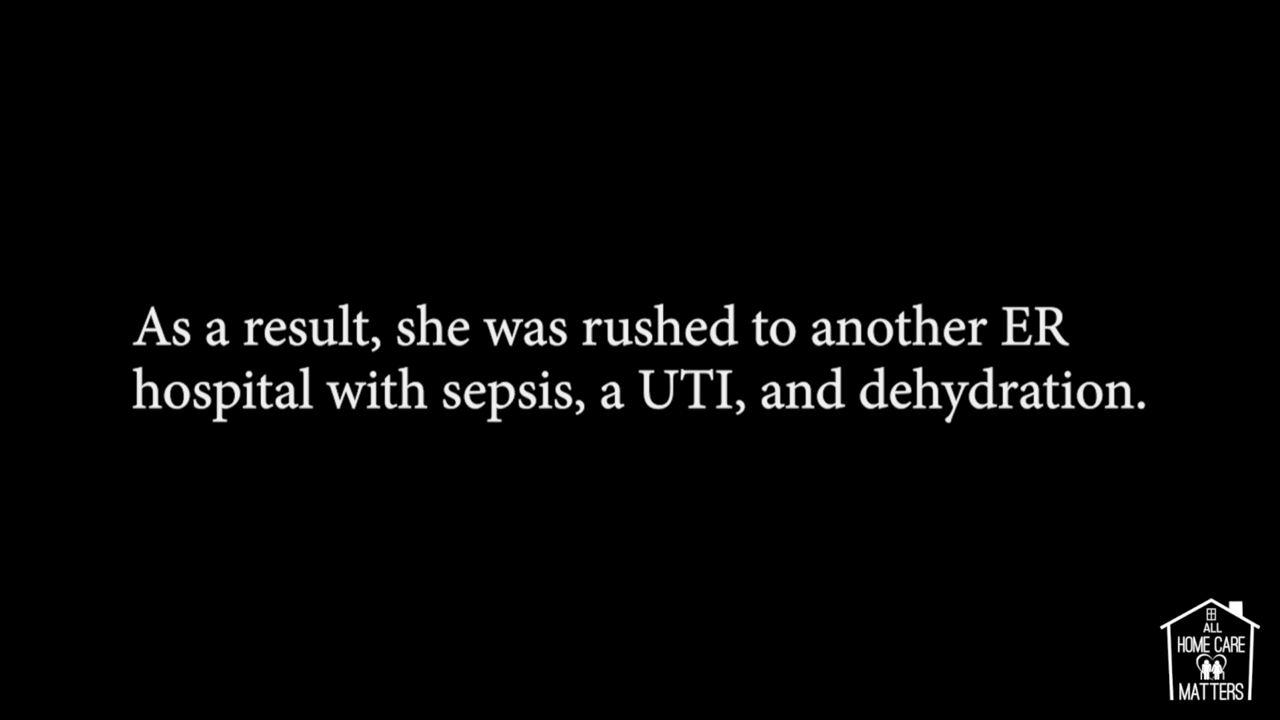 As a result, she was rushed to another ER
hospital with sepsis, a UTI, and dehydration.
ALL
HOME CARE
MATTERS